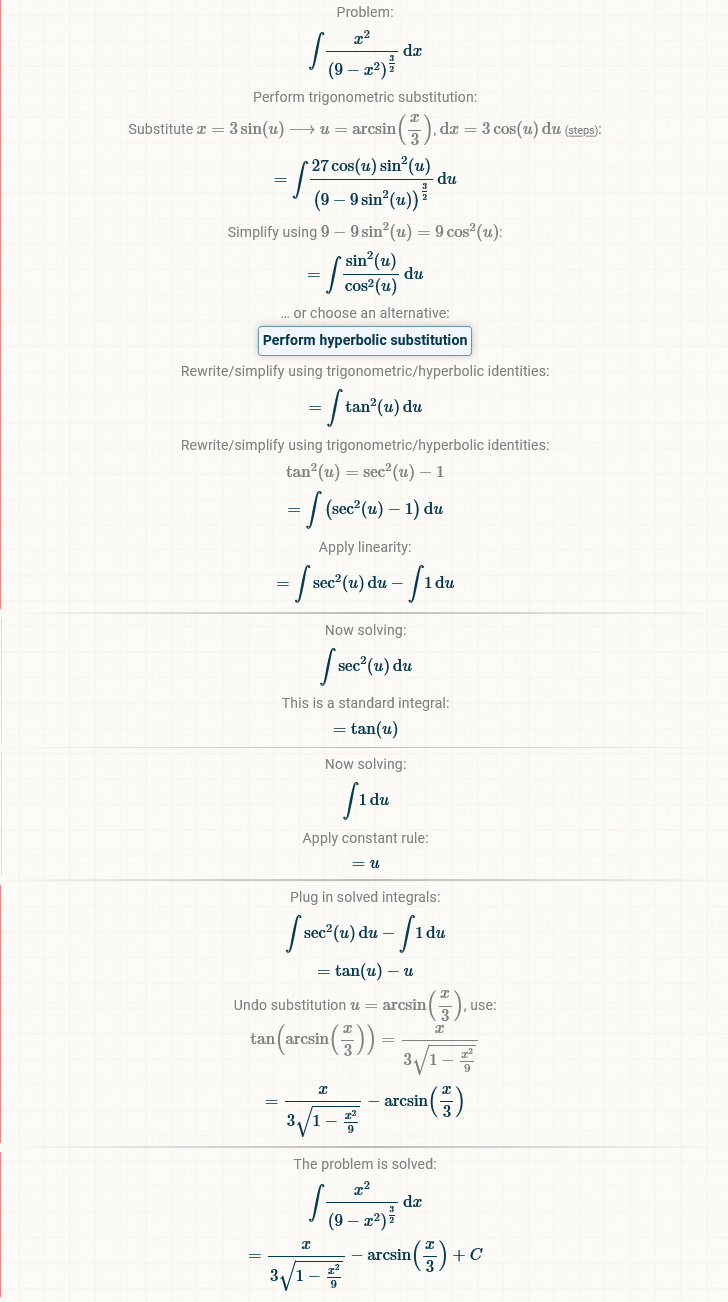 Problem:
∫ x² / (9 − x²)^(3/2) dx
Perform trigonometric substitution:
Substitute x = 3 sin(u) ⟶ u = arcsin(x/3), dx = 3 cos(u) du (steps):
= ∫ 27 cos(u) sin²(u) / (9 − 9 sin²(u))^(3/2) du
Simplify using 9 − 9 sin²(u) = 9 cos²(u):
= ∫ sin²(u) / cos²(u) du
… or choose an alternative:
Perform hyperbolic substitution
Rewrite/simplify using trigonometric/hyperbolic identities:
= ∫ tan²(u) du
Rewrite/simplify using trigonometric/hyperbolic identities:
tan²(u) = sec²(u) − 1
= ∫ (sec²(u) − 1) du
Apply linearity:
= ∫ sec²(u) du − ∫ 1 du
Now solving:
∫ sec²(u) du
This is a standard integral:
= tan(u)
Now solving:
∫ 1 du
Apply constant rule:
= u
Plug in solved integrals:
∫ sec²(u) du − ∫ 1 du
= tan(u) − u
Undo substitution u = arcsin(x/3), use:
tan(arcsin(x/3)) = x / (3√(1 − x²/9))
= x / (3√(1 − x²/9)) − arcsin(x/3)
The problem is solved:
∫ x² / (9 − x²)^(3/2) dx
= x / (3√(1 − x²/9)) − arcsin(x/3) + C